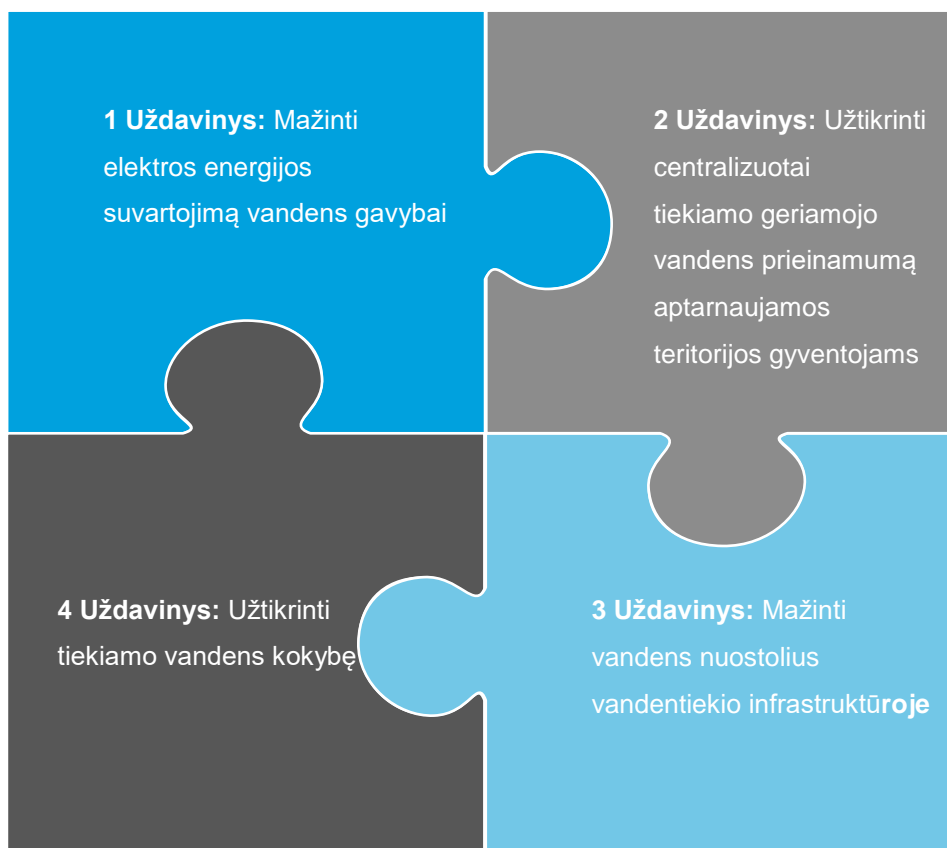 1 Uždavinys: Mažinti
elektros energijos
suvartojimą vandens gavybai
2 Uždavinys: Užtikrinti
centralizuotai
tiekiamo geriamojo
vandens prieinamumą
aptarnaujamos
teritorijos gyventojams
4 Uždavinys: Užtikrinti
tiekiamo vandens kokybę
3 Uždavinys: Mažinti
vandens nuostolius
vandentiekio infrastruktūroje